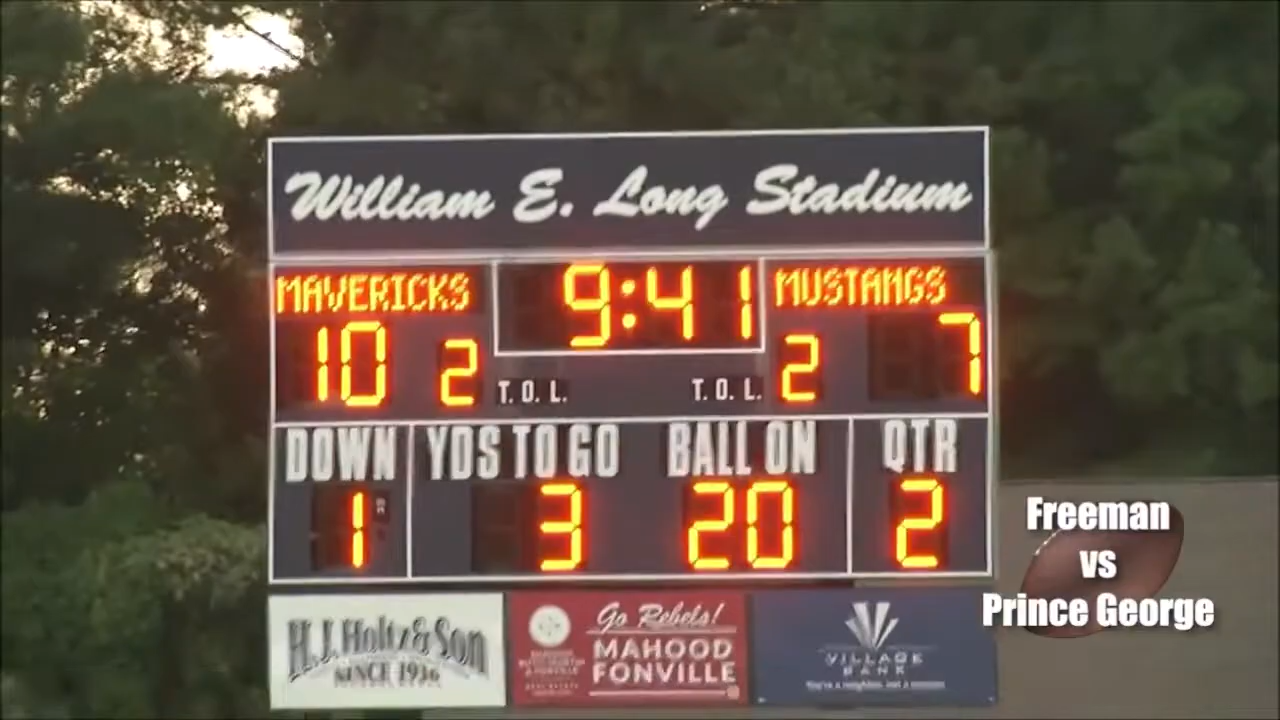 William E. Long Stadium
MAVERICKS 9:41 MUSTANGS
10 2 T. O. L. T. O. L. 2 7
DOWN YDS TO GO BALL ON QTR
1 3 20 2
Freeman
vs
Prince George
H.J. Holtz & Son
SINCE 1936
Go Rebels!
MAHOOD
FONVILLE
VILLAGE
BANK